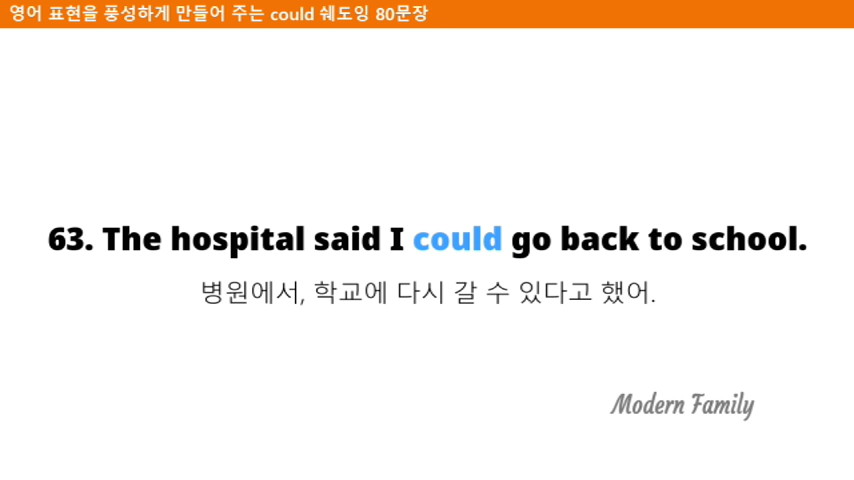 영어 표현을 풍성하게 만들어 주는 could 쉐도잉 80문장
63. The hospital said I could go back to school.
병원에서, 학교에 다시 갈 수 있다고 했어.
Modern Family